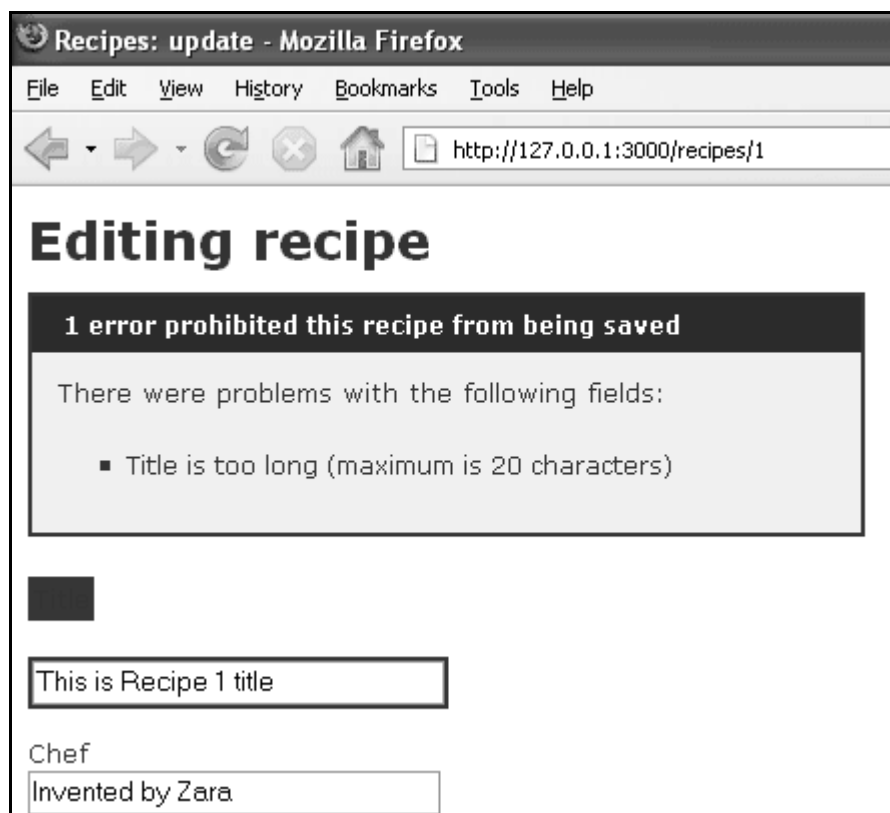 Recipes: update - Mozilla Firefox
File Edit View History Bookmarks Tools Help
http://127.0.0.1:3000/recipes/1
Editing recipe
1 error prohibited this recipe from being saved
There were problems with the following fields:
Title is too long (maximum is 20 characters)
Title
This is Recipe 1 title
Chef
Invented by Zara